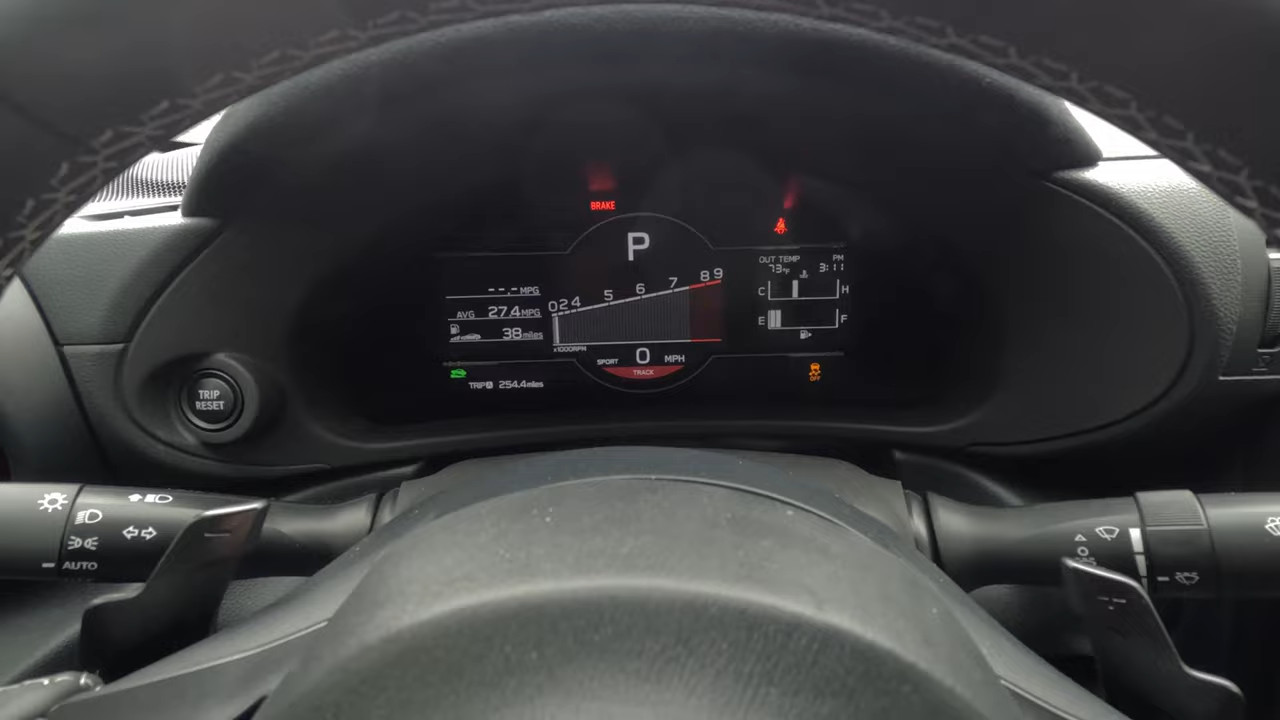 BRAKE
P
OUT TEMP PM
73°F 3:11
--.- MPG
AVG 27.4 MPG
38 miles
0 2 4 5 6 7 8 9
x1000RPM
C H
E F
SPORT 0 MPH
TRACK
TRIP A 254.4 miles
OFF
TRIP
RESET
AUTO